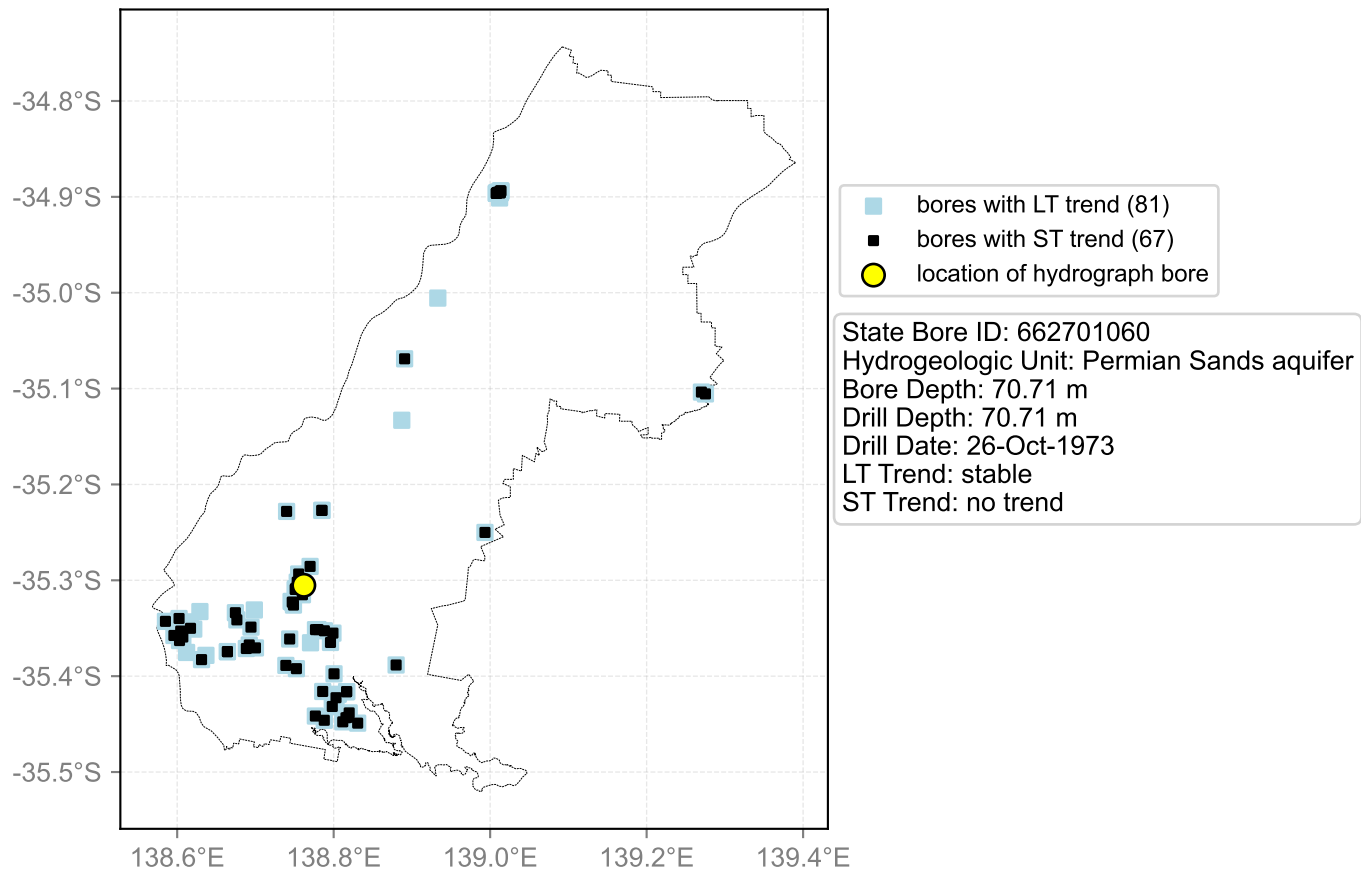 -34.8°S
-34.9°S
-35.0°S
-35.1°S
-35.2°S
-35.3°S
-35.4°S
-35.5°S
138.6°E
138.8°E
139.0°E
139.2°E
139.4°E
bores with LT trend (81)
bores with ST trend (67)
location of hydrograph bore
State Bore ID: 662701060
Hydrogeologic Unit: Permian Sands aquifer
Bore Depth: 70.71 m
Drill Depth: 70.71 m
Drill Date: 26-Oct-1973
LT Trend: stable
ST Trend: no trend